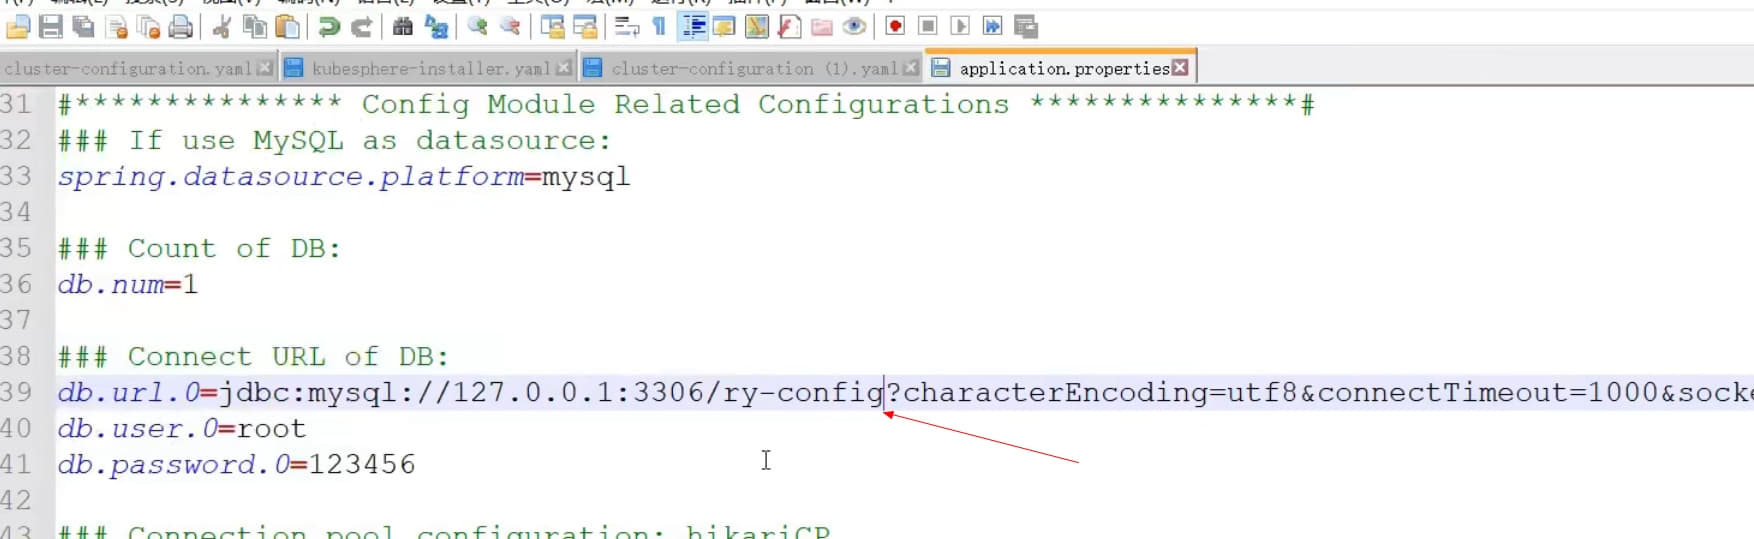 cluster-configuration.yaml kubesphere-installer.yaml cluster-configuration (1).yaml application.properties
31 #*************** Config Module Related Configurations ***************#
32 ### If use MySQL as datasource:
33 spring.datasource.platform=mysql
34
35 ### Count of DB:
36 db.num=1
37
38 ### Connect URL of DB:
39 db.url.0=jdbc:mysql://127.0.0.1:3306/ry-config?characterEncoding=utf8&connectTimeout=1000&socke
40 db.user.0=root
41 db.password.0=123456
42
43 ### Connection pool configuration: hikariCP